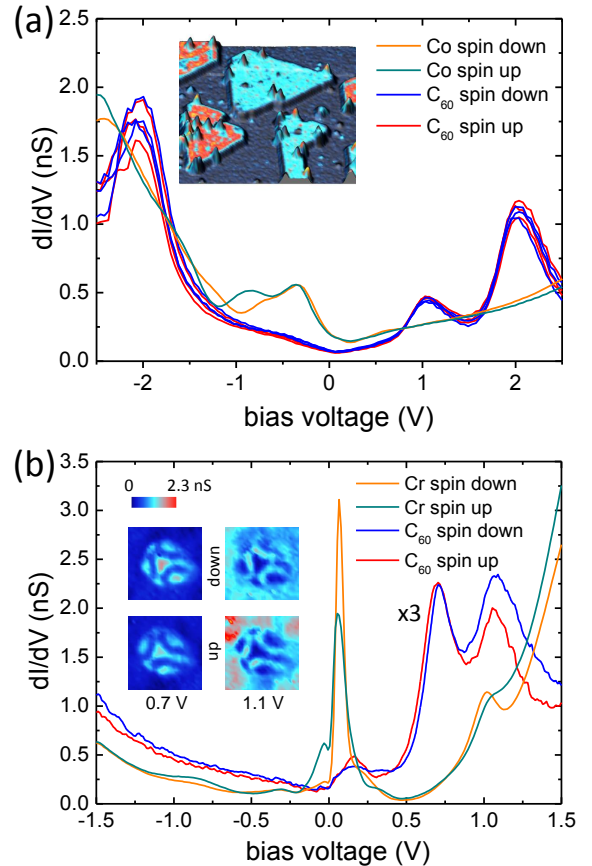 (a)
2.5
2.0
1.5
1.0
0.5
0.0
dI/dV (nS)
Co spin down
Co spin up
C₆₀ spin down
C₆₀ spin up
-2 -1 0 1 2
bias voltage (V)
(b)
3.5
3.0
2.5
2.0
1.5
1.0
0.5
0.0
dI/dV (nS)
0 2.3 nS
down
up
0.7 V 1.1 V
Cr spin down
Cr spin up
C₆₀ spin down
C₆₀ spin up
x3
-1.5 -1.0 -0.5 0.0 0.5 1.0 1.5
bias voltage (V)